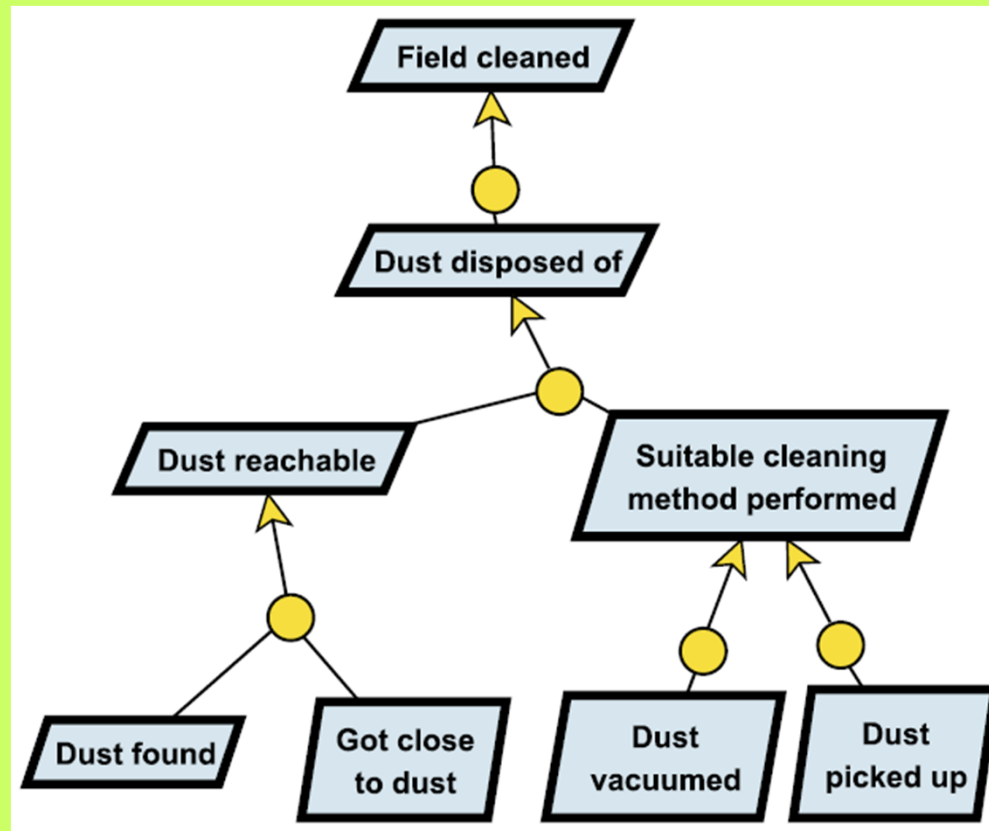 Field cleaned
Dust disposed of
Dust reachable
Suitable cleaning
method performed
Dust found
Got close
to dust
Dust
vacuumed
Dust
picked up